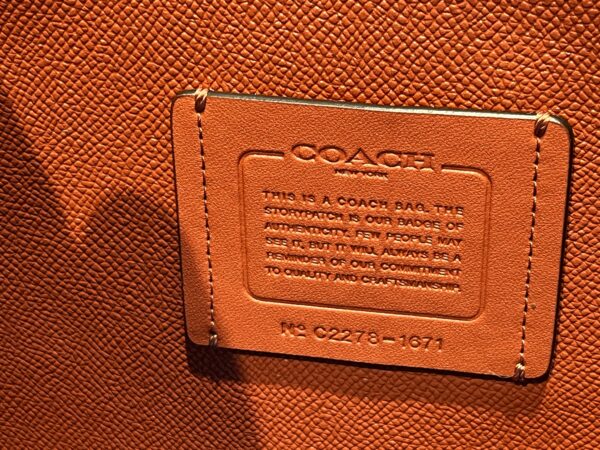 COACH
NEW YORK
THIS IS A COACH BAG. THE
STORYPATCH IS OUR BADGE OF
AUTHENTICITY. FEW PEOPLE MAY
SEE IT, BUT IT WILL ALWAYS BE A
REMINDER OF OUR COMMITMENT
TO QUALITY AND CRAFTSMANSHIP.
Nº C2278-1671